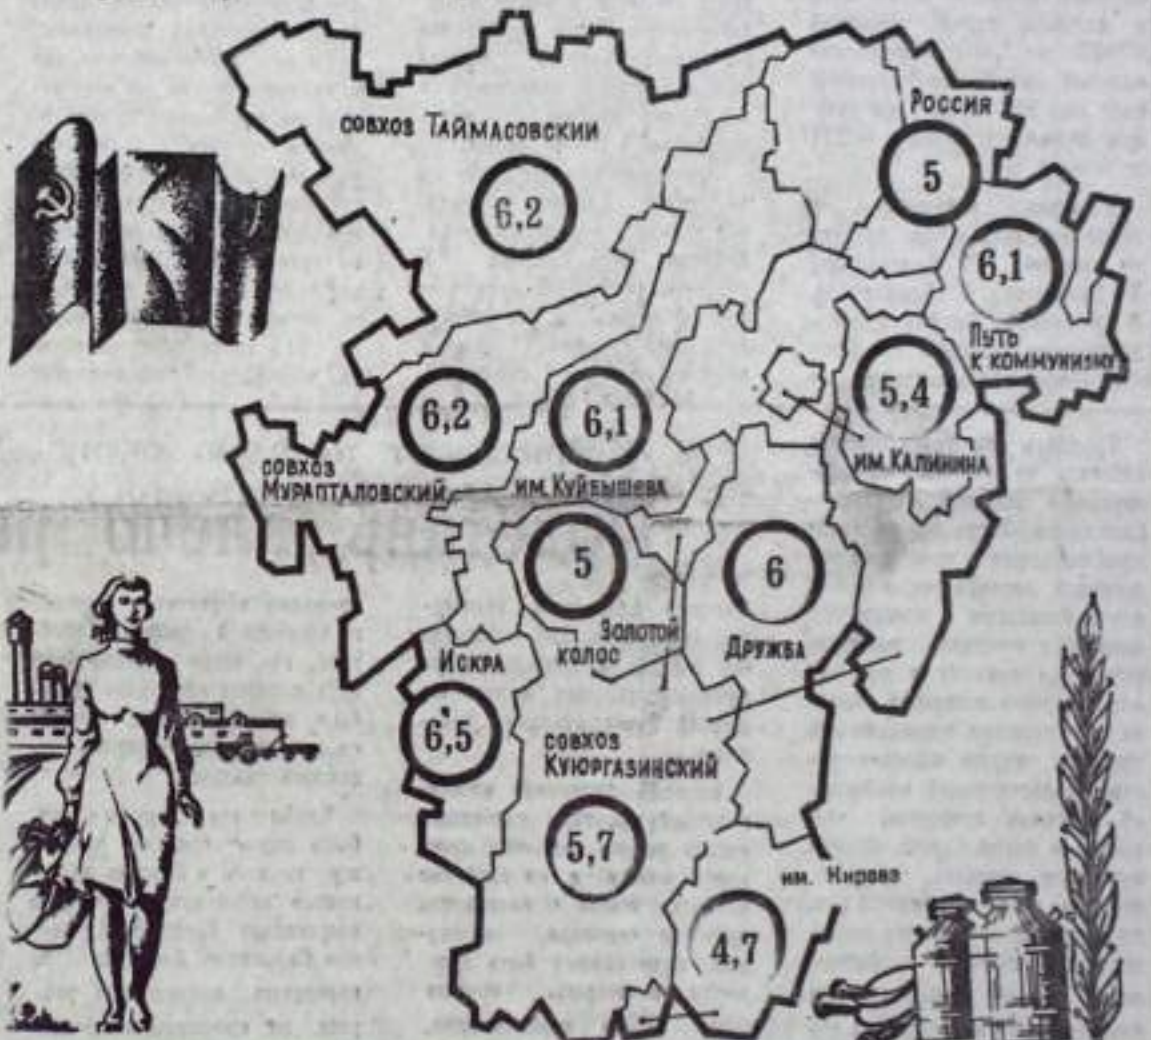 Россия
5
совхоз Таймасовский
6,2
6,1
Путь
к коммунизму
5,4
им. Калинина
6,2
совхоз
Мурапталовский
6,1
им. Куйбышева
5
Золотой
колос
6
Дружба
Искра
6,5
совхоз
Куюргазинский
5,7
им. Кирова
4,7